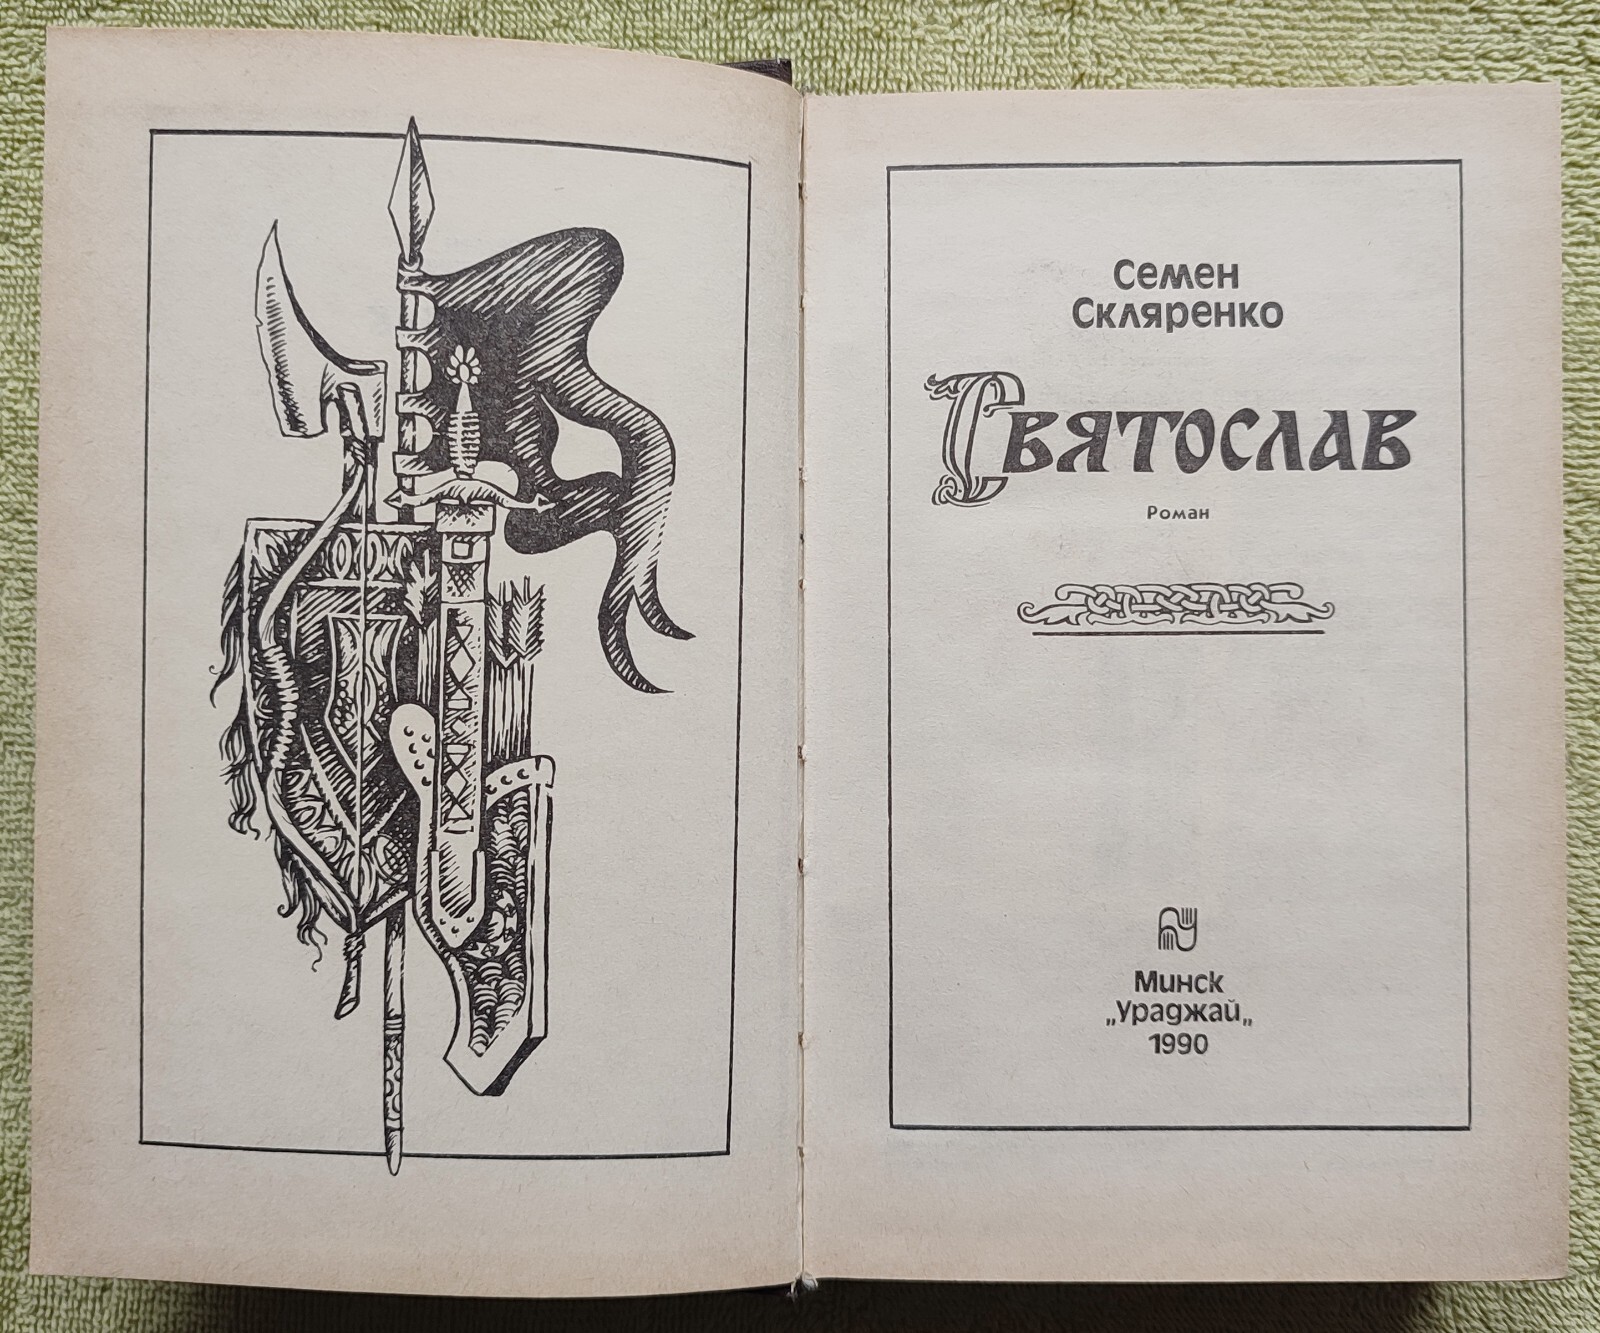 Семен
Скляренко
Святослав
Роман
Минск
„Ураджай„
1990